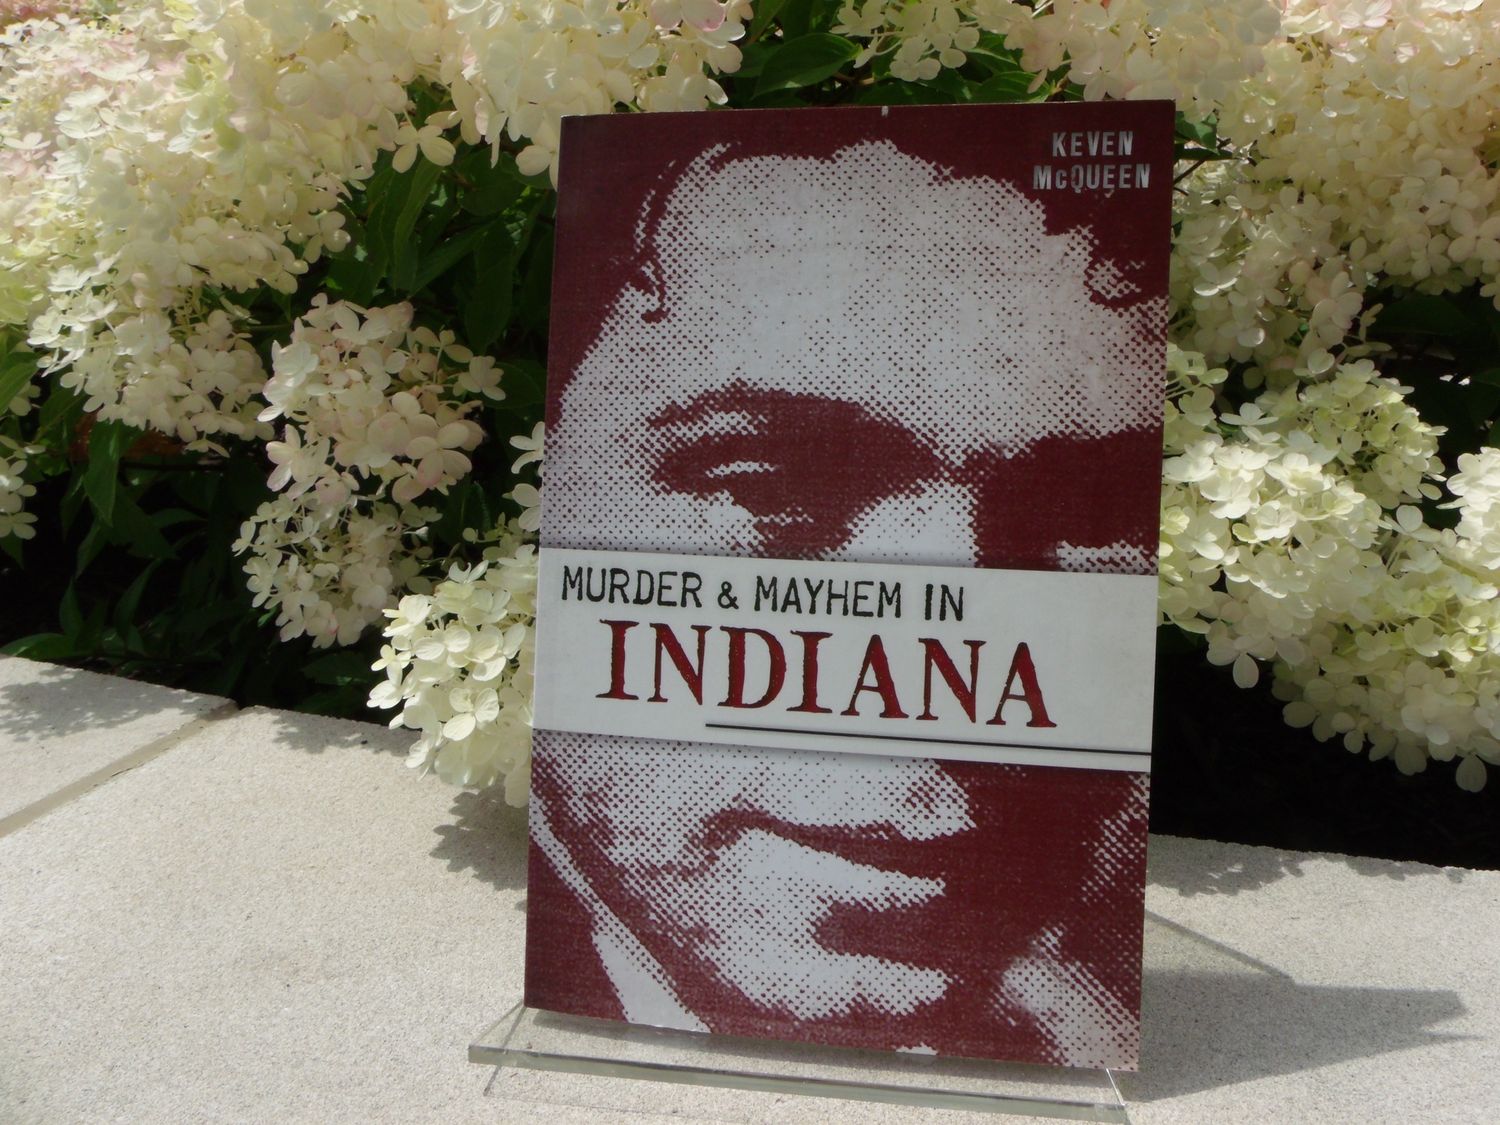 KEVEN
McQUEEN
MURDER & MAYHEM IN
INDIANA